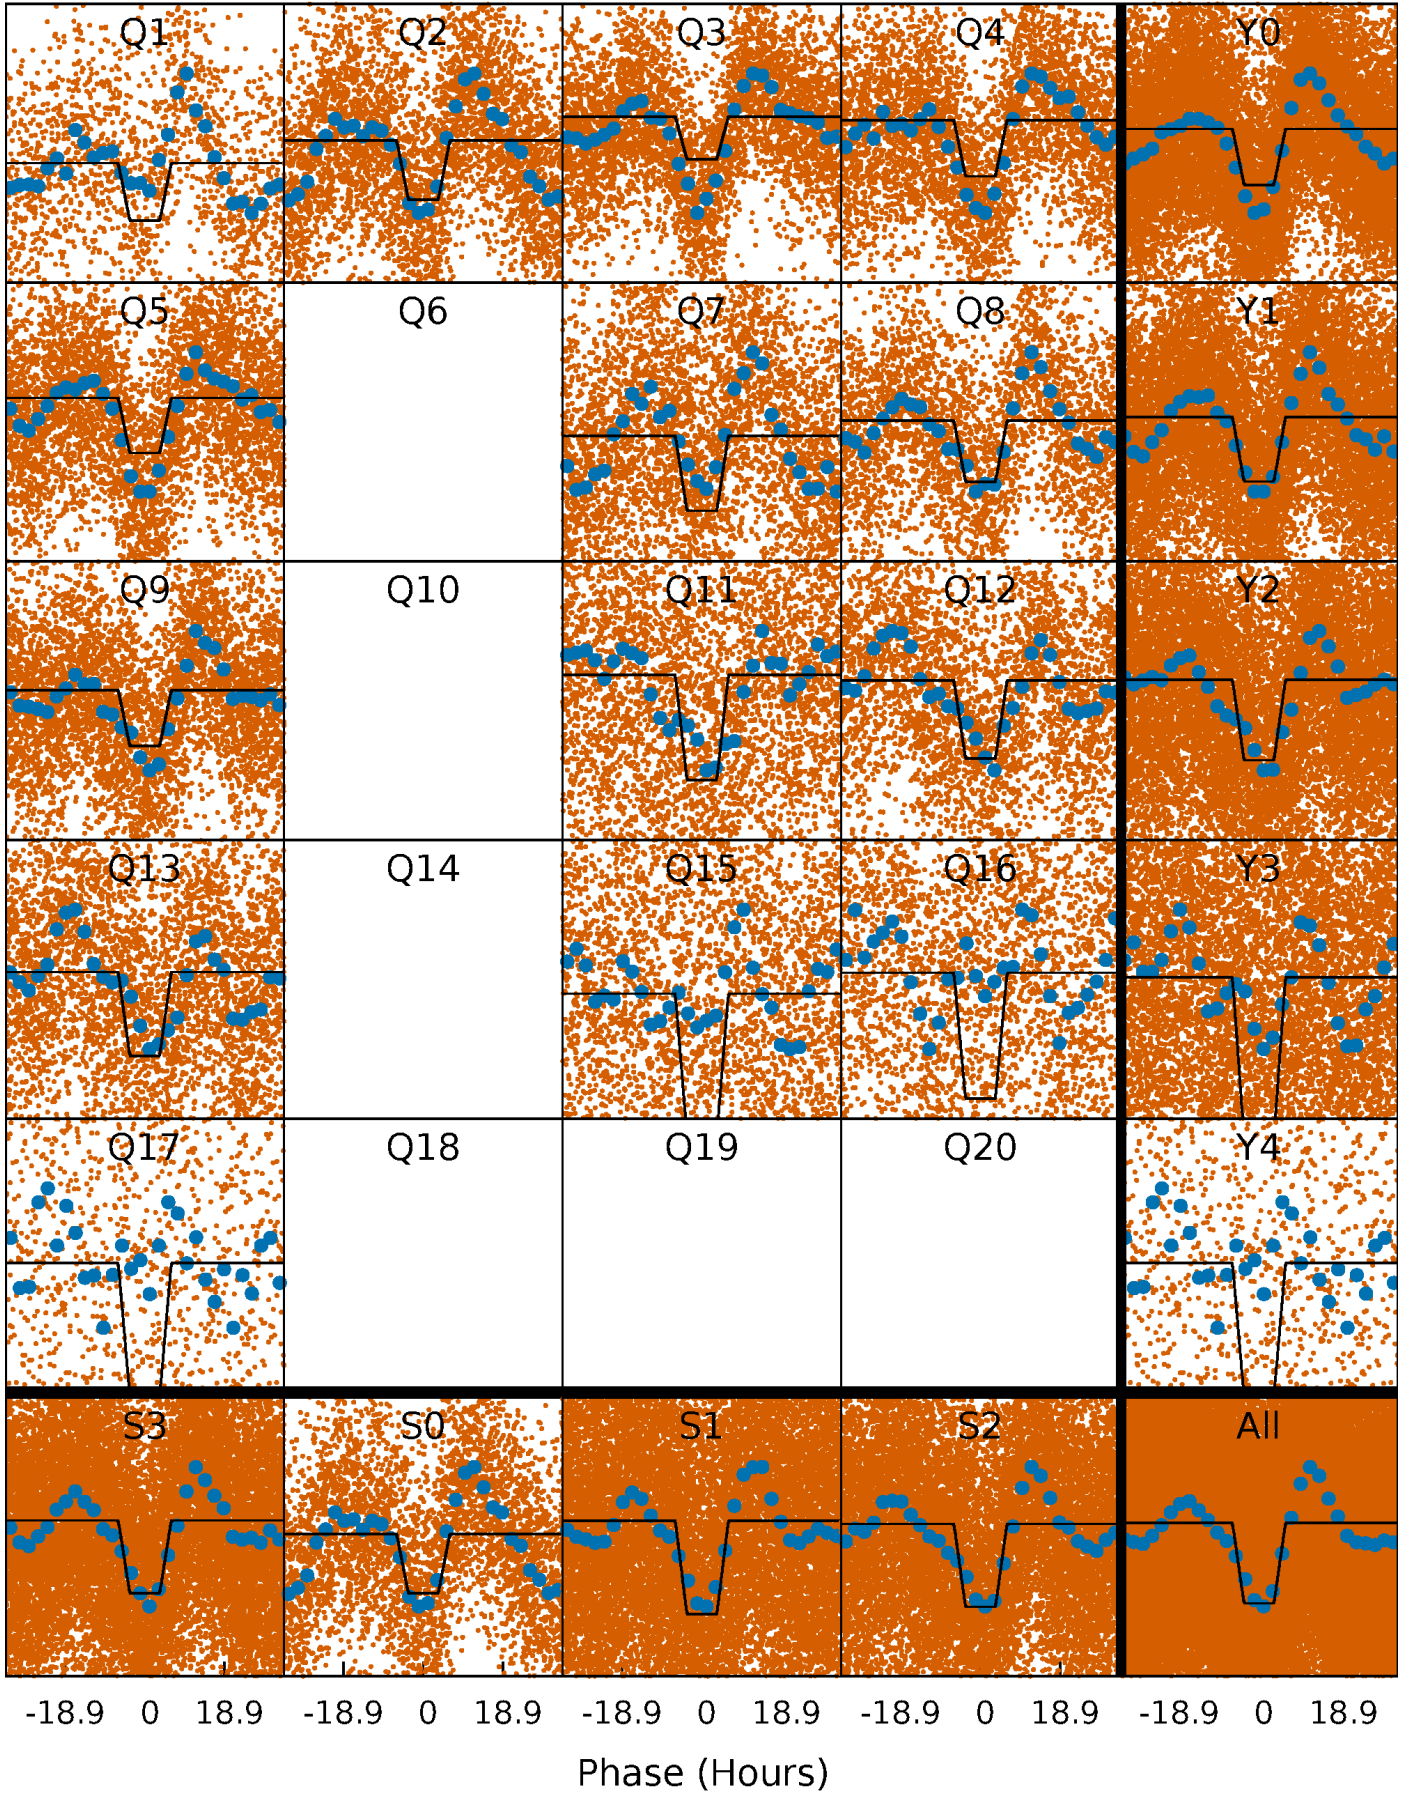 Q1 Q2 Q3 Q4 Y0
Q5 Q6 Q7 Q8 Y1
Q9 Q10 Q11 Q12 Y2
Q13 Q14 Q15 Q16 Y3
Q17 Q18 Q19 Q20 Y4
S3 S0 S1 S2 All
-18.9 0 18.9 -18.9 0 18.9 -18.9 0 18.9 -18.9 0 18.9 -18.9 0 18.9
Phase (Hours)